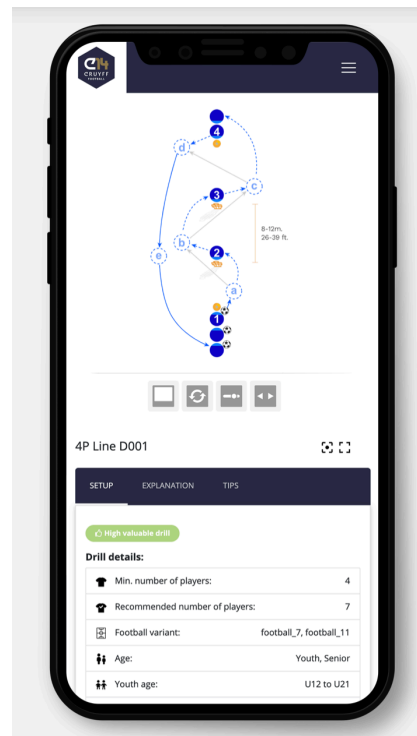 C14
CRUYFF
FOOTBALL
4
d
c
3
8-12m.
26-39 ft.
b
2
e
a
1
4P Line D001
SETUP EXPLANATION TIPS
High valuable drill
Drill details:
Min. number of players: 4
Recommended number of players: 7
Football variant: football_7, football_11
Age: Youth, Senior
Youth age: U12 to U21